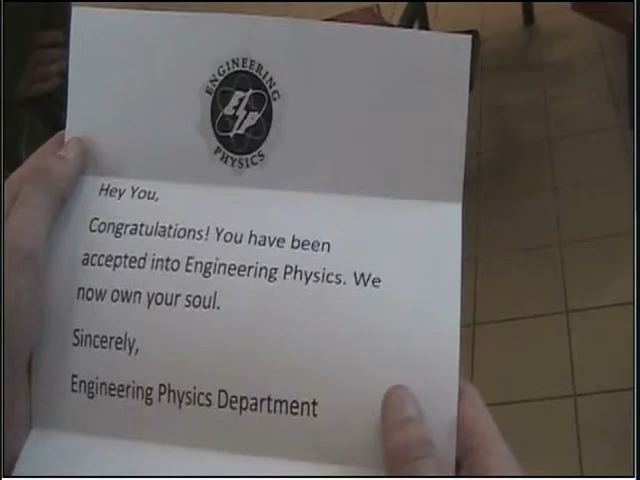 ENGINEERING
EP
PHYSICS
Hey You,
Congratulations! You have been
accepted into Engineering Physics. We
now own your soul.
Sincerely,
Engineering Physics Department